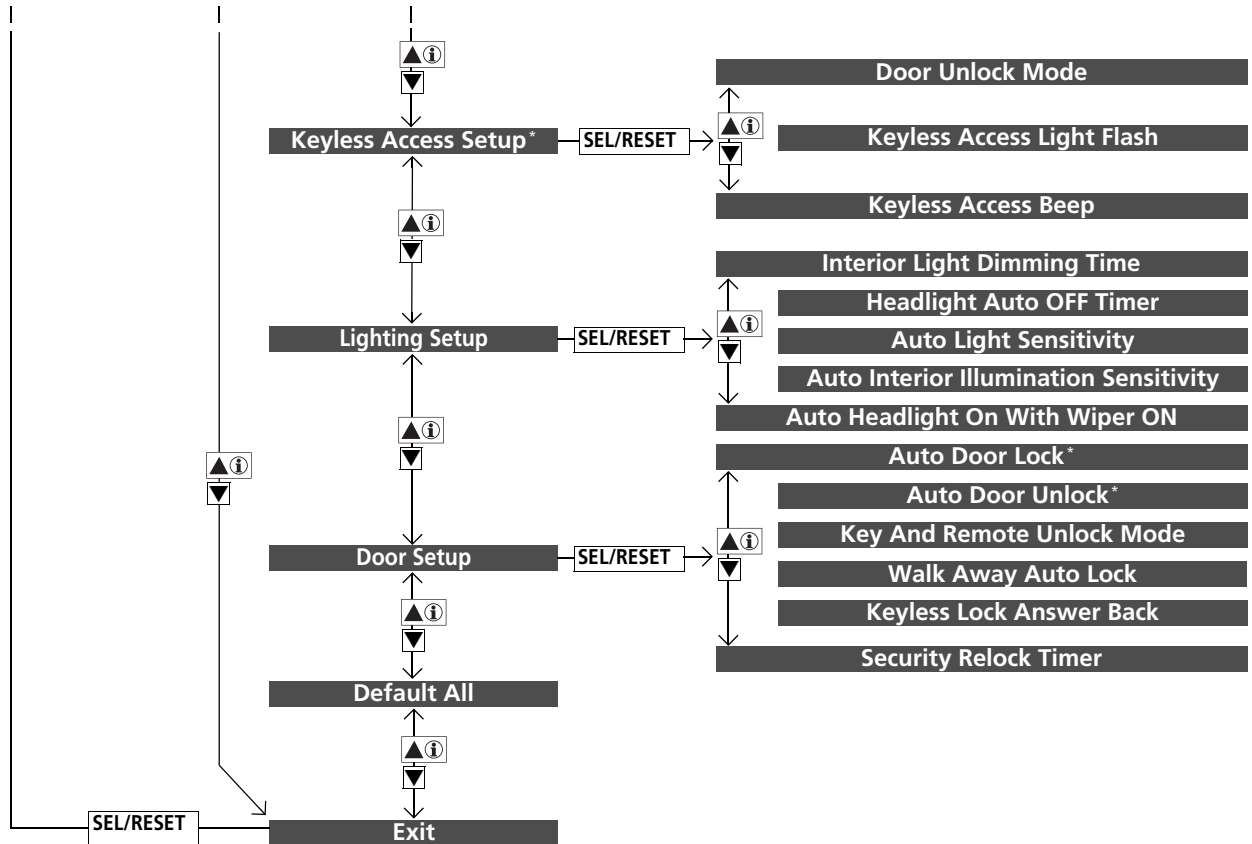 Door Unlock Mode
Keyless Access Setup* SEL/RESET Keyless Access Light Flash
Keyless Access Beep
Interior Light Dimming Time
Headlight Auto OFF Timer
Lighting Setup SEL/RESET Auto Light Sensitivity
Auto Interior Illumination Sensitivity
Auto Headlight On With Wiper ON
Auto Door Lock*
Auto Door Unlock*
Key And Remote Unlock Mode
Door Setup SEL/RESET
Walk Away Auto Lock
Keyless Lock Answer Back
Security Relock Timer
Default All
SEL/RESET Exit